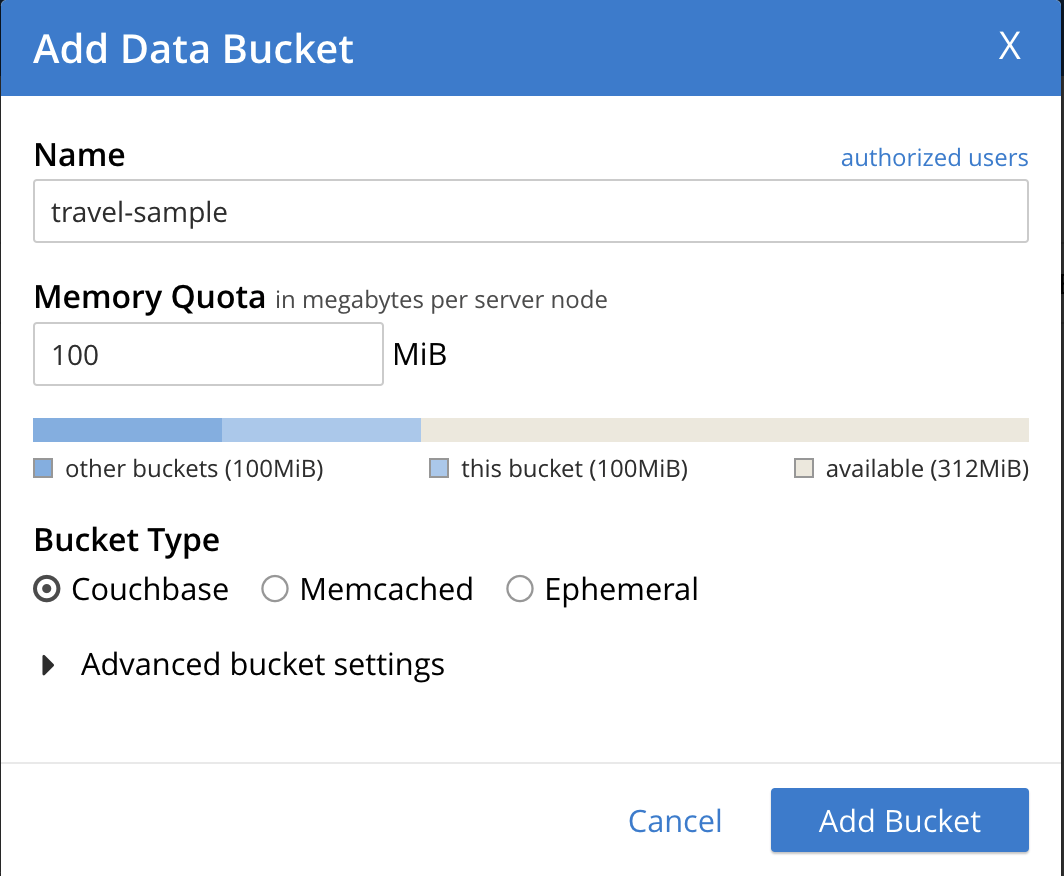 Add Data Bucket X
Name authorized users
travel-sample
Memory Quota in megabytes per server node
100 MiB
other buckets (100MiB) this bucket (100MiB) available (312MiB)
Bucket Type
Couchbase Memcached Ephemeral
Advanced bucket settings
Cancel Add Bucket